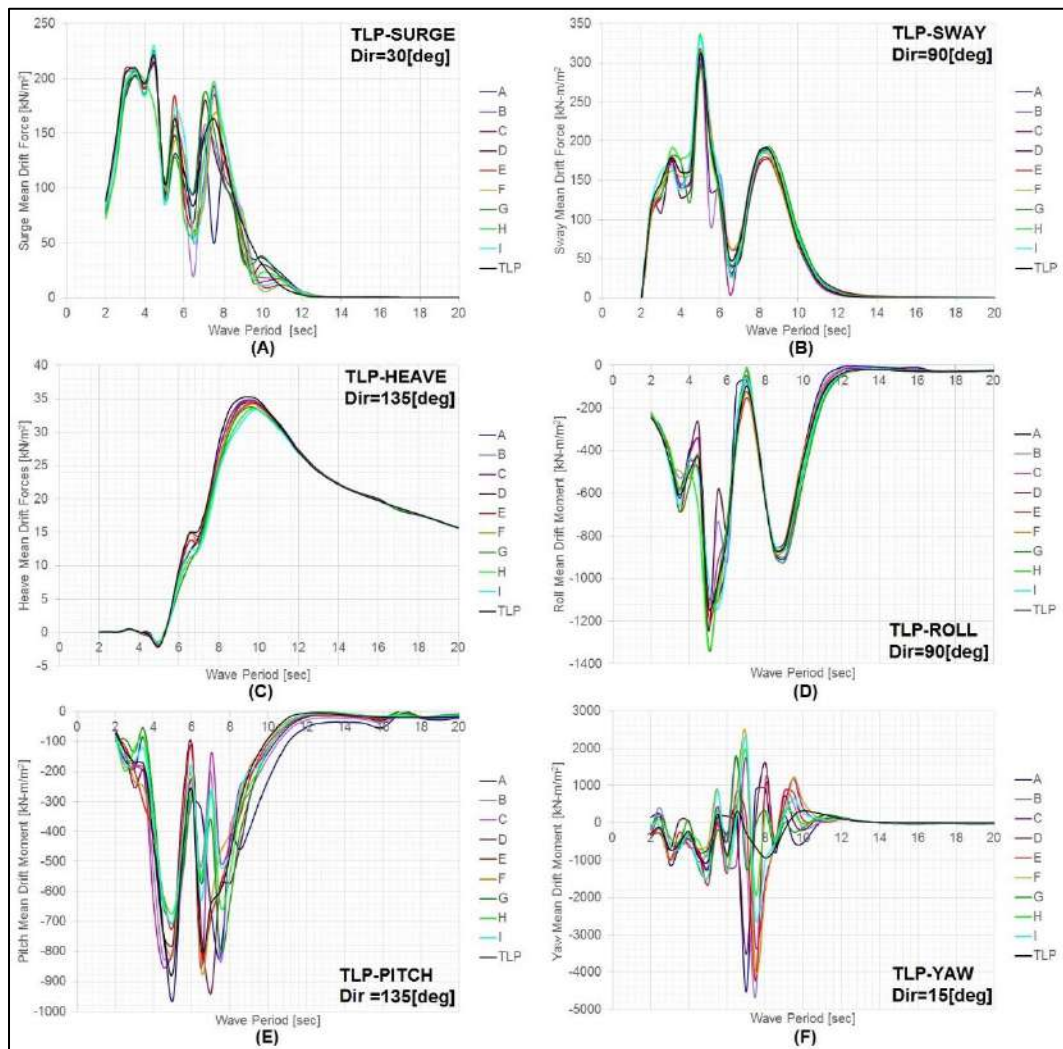 TLP-SURGE
Dir=30[deg]
Surge Mean Drift Force [kN/m²]
250
200
150
100
50
0
0 2 4 6 8 10 12 14 16 18 20
Wave Period [sec]
(A)
A
B
C
D
E
F
G
H
I
TLP
TLP-SWAY
Dir=90[deg]
Sway Mean Drift Force [kN-m/m²]
350
300
250
200
150
100
50
0
0 2 4 6 8 10 12 14 16 18 20
Wave Period [sec]
(B)
A
B
C
D
E
F
G
H
I
TLP
TLP-HEAVE
Dir=135[deg]
Heave Mean Drift Forces [kN/m²]
40
35
30
25
20
15
10
5
0
-5
0 2 4 6 8 10 12 14 16 18 20
Wave Period [sec]
(C)
A
B
C
D
E
F
G
H
I
TLP
Roll Mean Drift Moment [kN-m/m²]
0
-200
-400
-600
-800
-1000
-1200
-1400
0 2 4 6 8 10 12 14 16 18 20
A
B
C
D
E
F
G
H
I
TLP
TLP-ROLL
Dir=90[deg]
Wave Period [sec]
(D)
Pitch Mean Drift Moment [kN-m/m²]
0
-100
-200
-300
-400
-500
-600
-700
-800
-900
-1000
0 2 4 6 8 10 12 14 16 18 20
A
B
C
D
E
F
G
H
I
TLP
TLP-PITCH
Dir =135[deg]
Wave Period [sec]
(E)
Yaw Mean Drift Moment [kN-m/m²]
3000
2000
1000
0
-1000
-2000
-3000
-4000
-5000
0 2 4 6 8 10 12 14 16 18 20
A
B
C
D
E
F
G
H
I
TLP
TLP-YAW
Dir=15[deg]
Wave Period [sec]
(F)